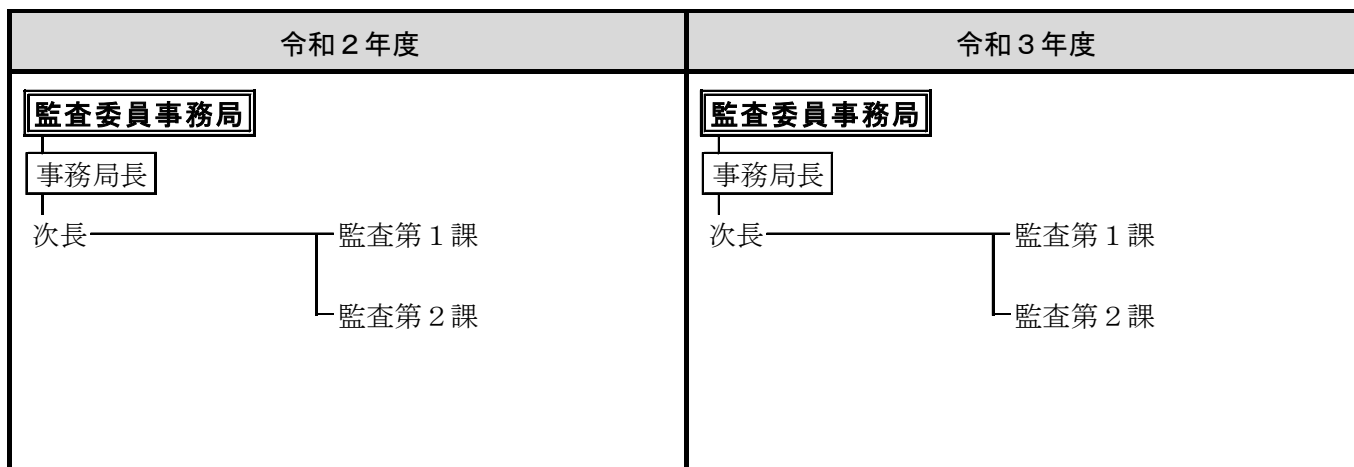 令和２年度
監査委員事務局
事務局長
次長 監査第１課
監査第２課
令和３年度
監査委員事務局
事務局長
次長 監査第１課
監査第２課